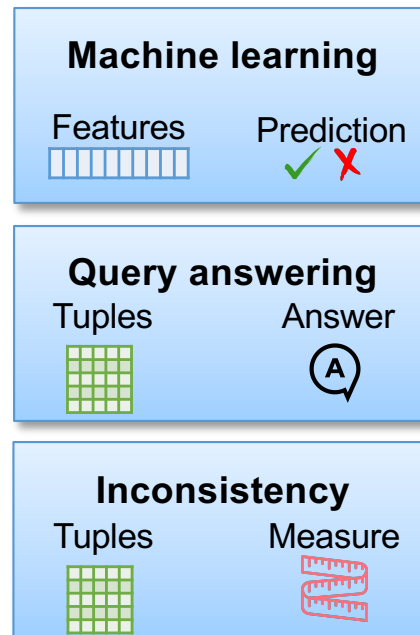 Machine learning
Features Prediction
Query answering
Tuples Answer
A
Inconsistency
Tuples Measure